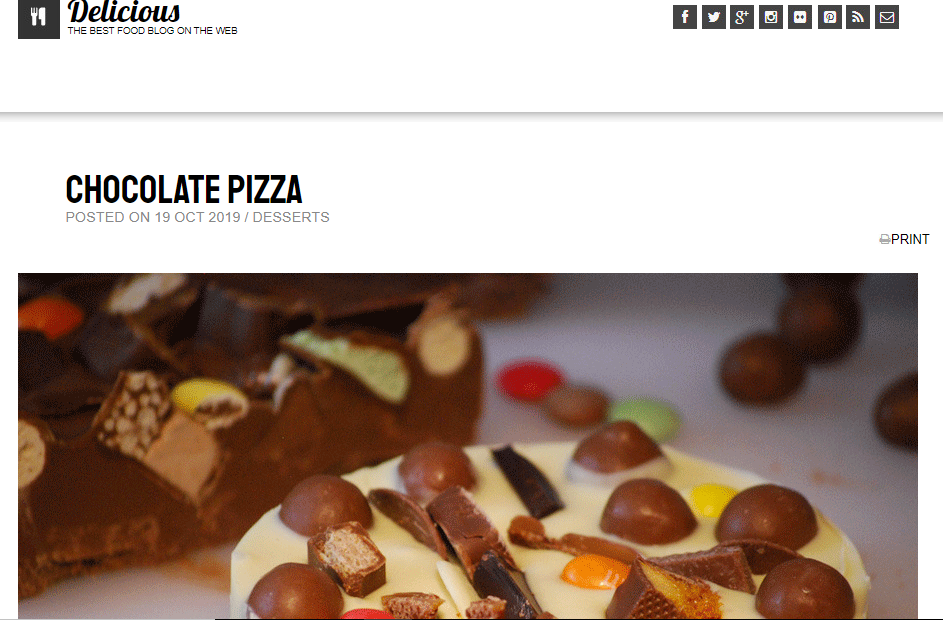 Delicious
THE BEST FOOD BLOG ON THE WEB
CHOCOLATE PIZZA
POSTED ON 19 OCT 2019 / DESSERTS
PRINT